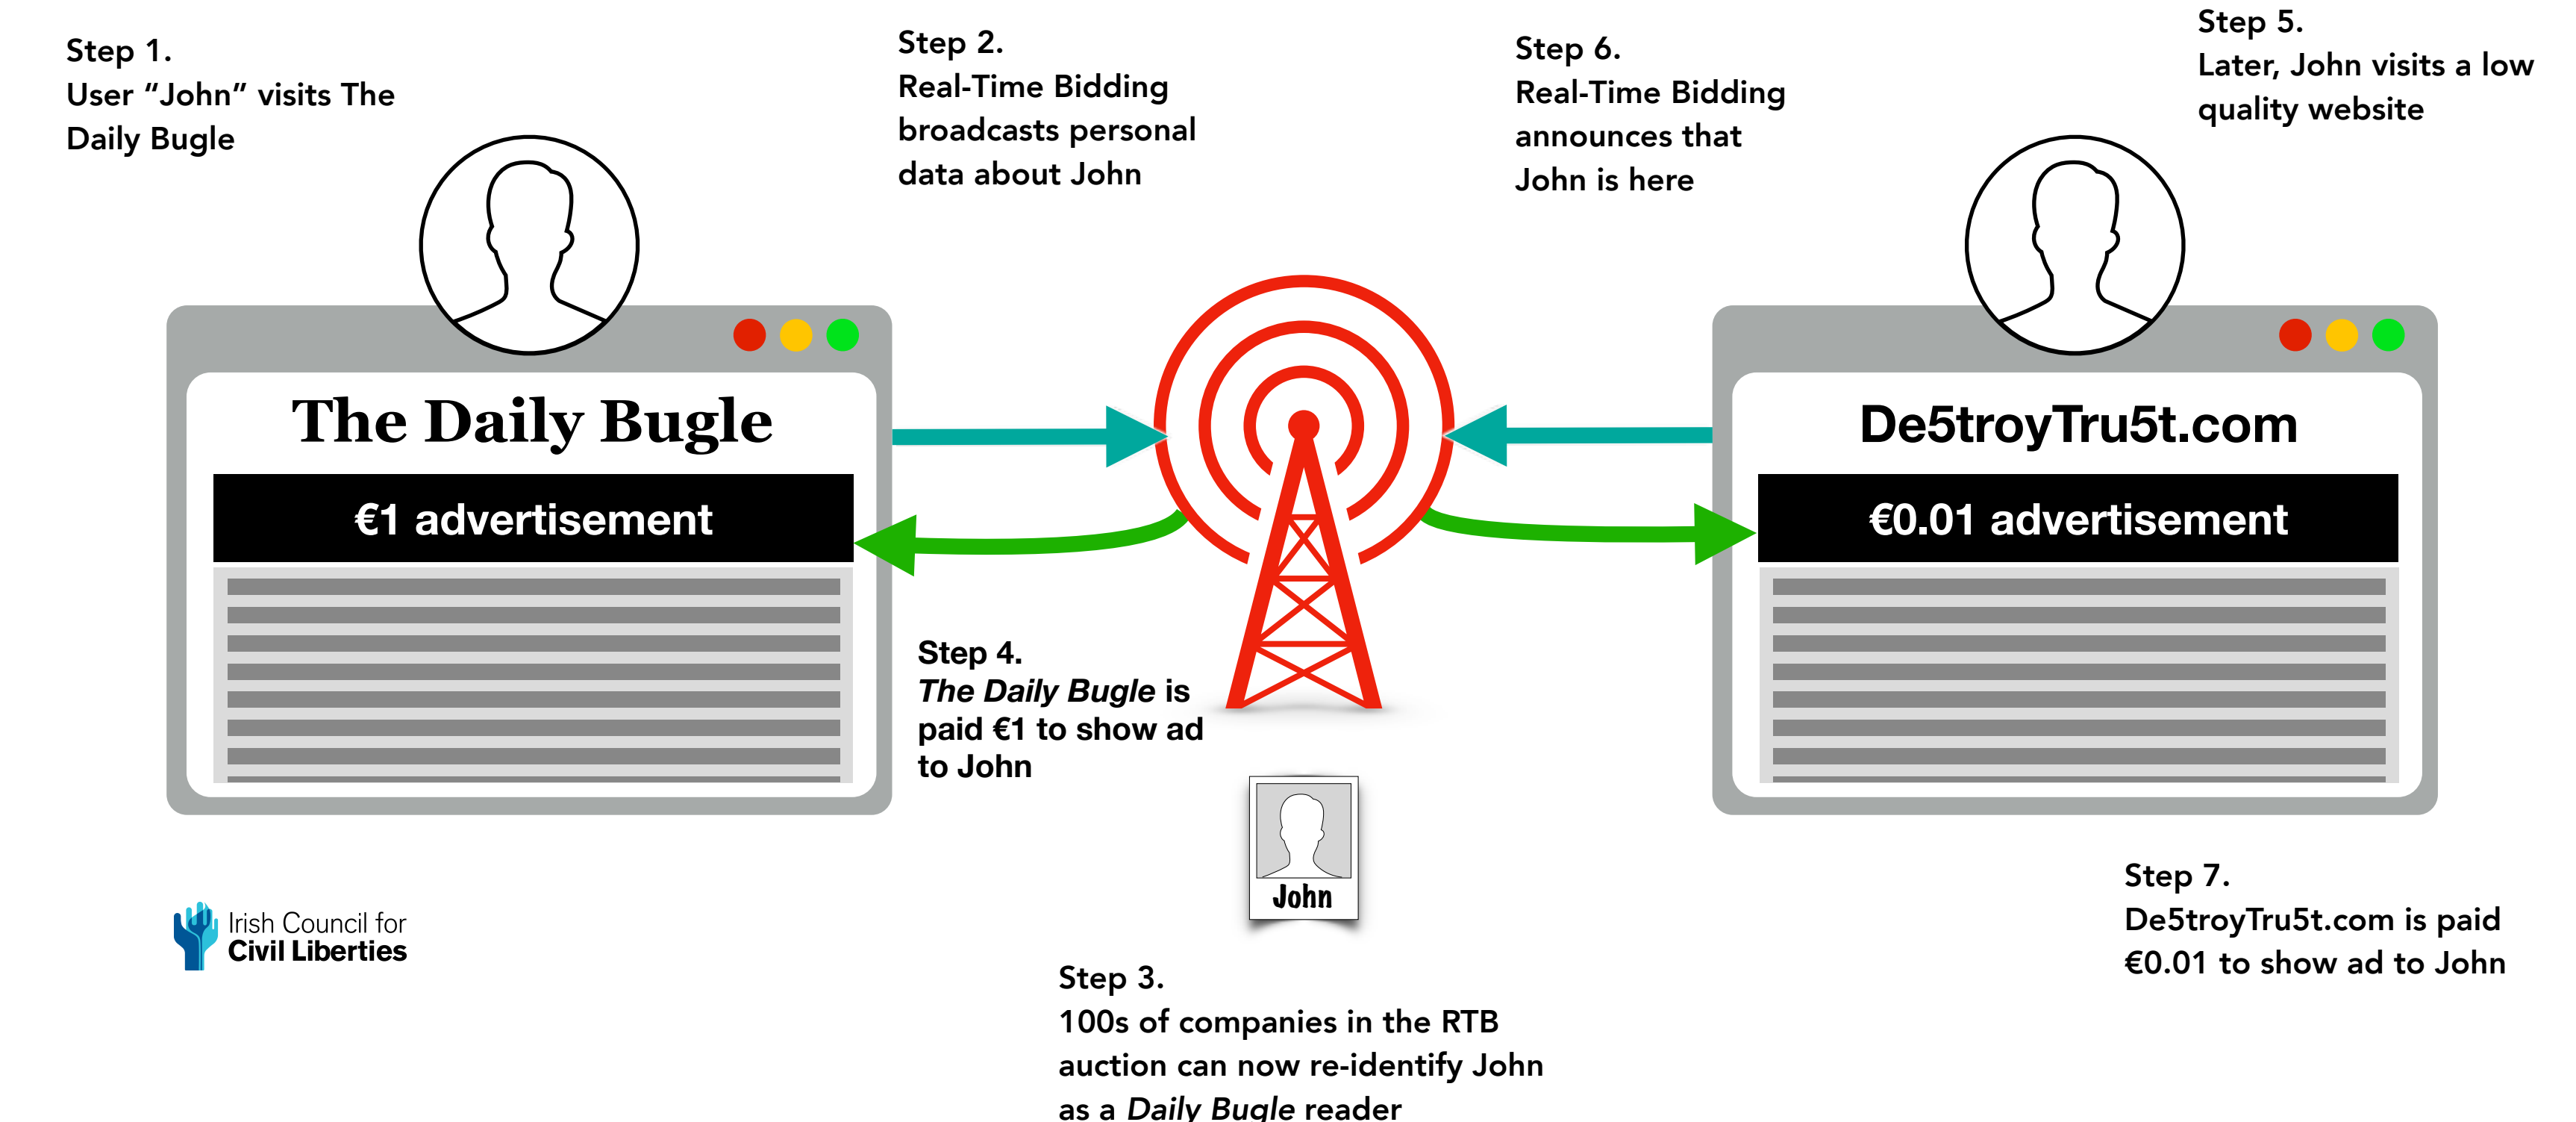 Step 1.
User “John” visits The
Daily Bugle
Step 2.
Real-Time Bidding
broadcasts personal
data about John
Step 6.
Real-Time Bidding
announces that
John is here
Step 5.
Later, John visits a low
quality website
The Daily Bugle
€1 advertisement
De5troyTru5t.com
€0.01 advertisement
Step 4.
The Daily Bugle is
paid €1 to show ad
to John
John
Irish Council for
Civil Liberties
Step 7.
De5troyTru5t.com is paid
€0.01 to show ad to John
Step 3.
100s of companies in the RTB
auction can now re-identify John
as a Daily Bugle reader